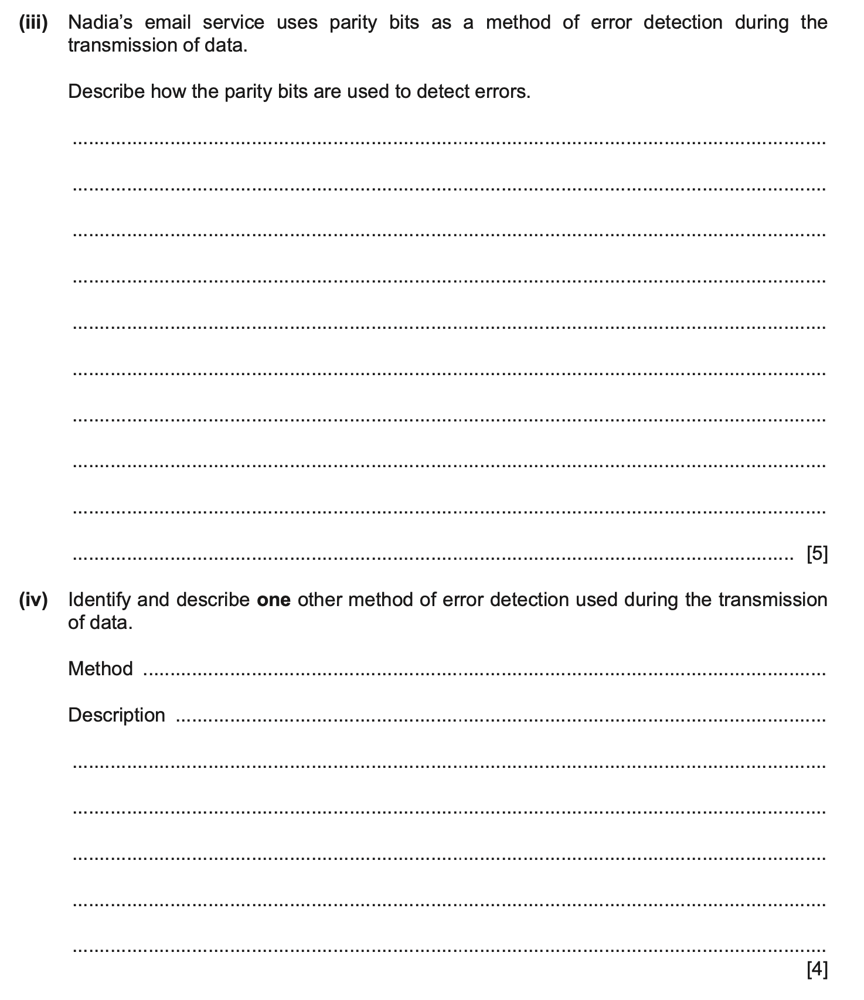 (iii) Nadia’s email service uses parity bits as a method of error detection during the
transmission of data.
Describe how the parity bits are used to detect errors.
[5]
(iv) Identify and describe one other method of error detection used during the transmission
of data.
Method
Description
[4]